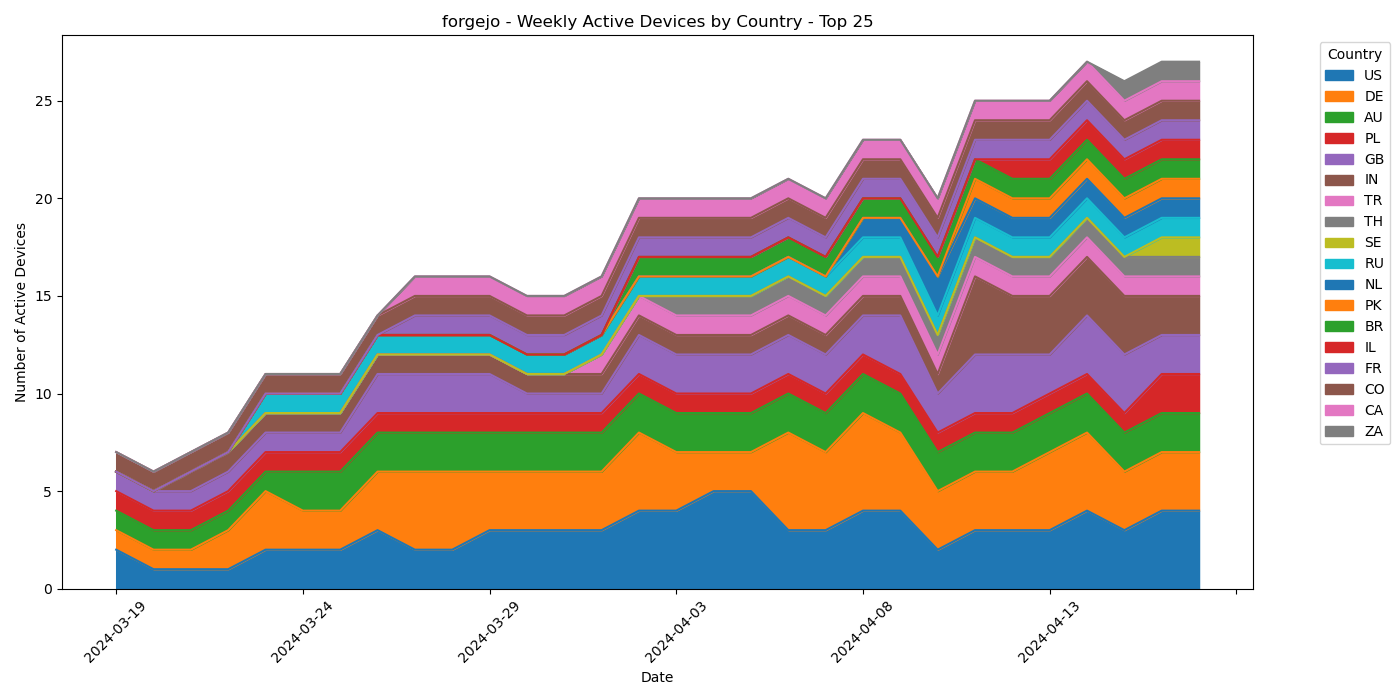 forgejo - Weekly Active Devices by Country - Top 25
Number of Active Devices
25
20
15
10
5
0
2024-03-19
2024-03-24
2024-03-29
2024-04-03
2024-04-08
2024-04-13
Date
Country
US
DE
AU
PL
GB
IN
TR
TH
SE
RU
NL
PK
BR
IL
FR
CO
CA
ZA